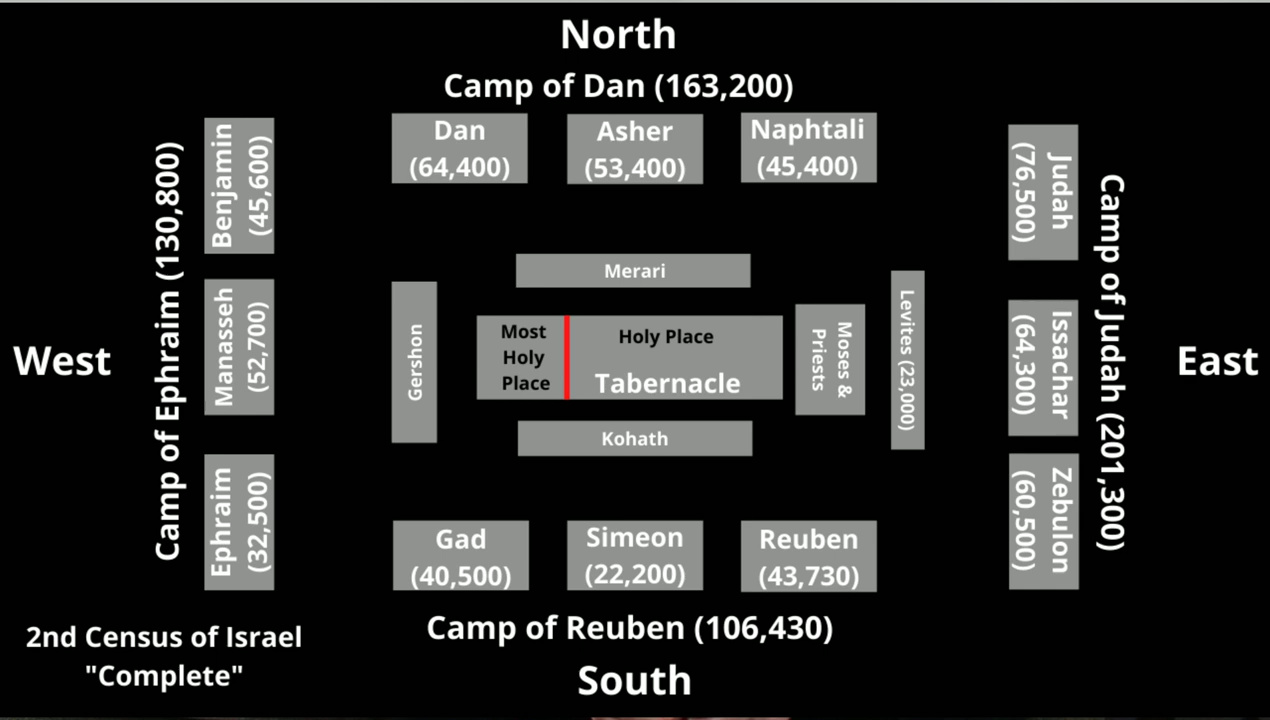 North
Camp of Dan (163,200)
Dan
(64,400)
Asher
(53,400)
Naphtali
(45,400)
West
Camp of Ephraim (130,800)
Benjamin
(45,600)
Manasseh
(52,700)
Ephraim
(32,500)
Merari
Gershon
Most
Holy
Place
Holy Place
Tabernacle
Moses &
Priests
Levites (23,000)
Kohath
Judah
(76,500)
Issachar
(64,300)
Zebulon
(60,500)
Camp of Judah (201,300)
East
Gad
(40,500)
Simeon
(22,200)
Reuben
(43,730)
Camp of Reuben (106,430)
South
2nd Census of Israel
"Complete"